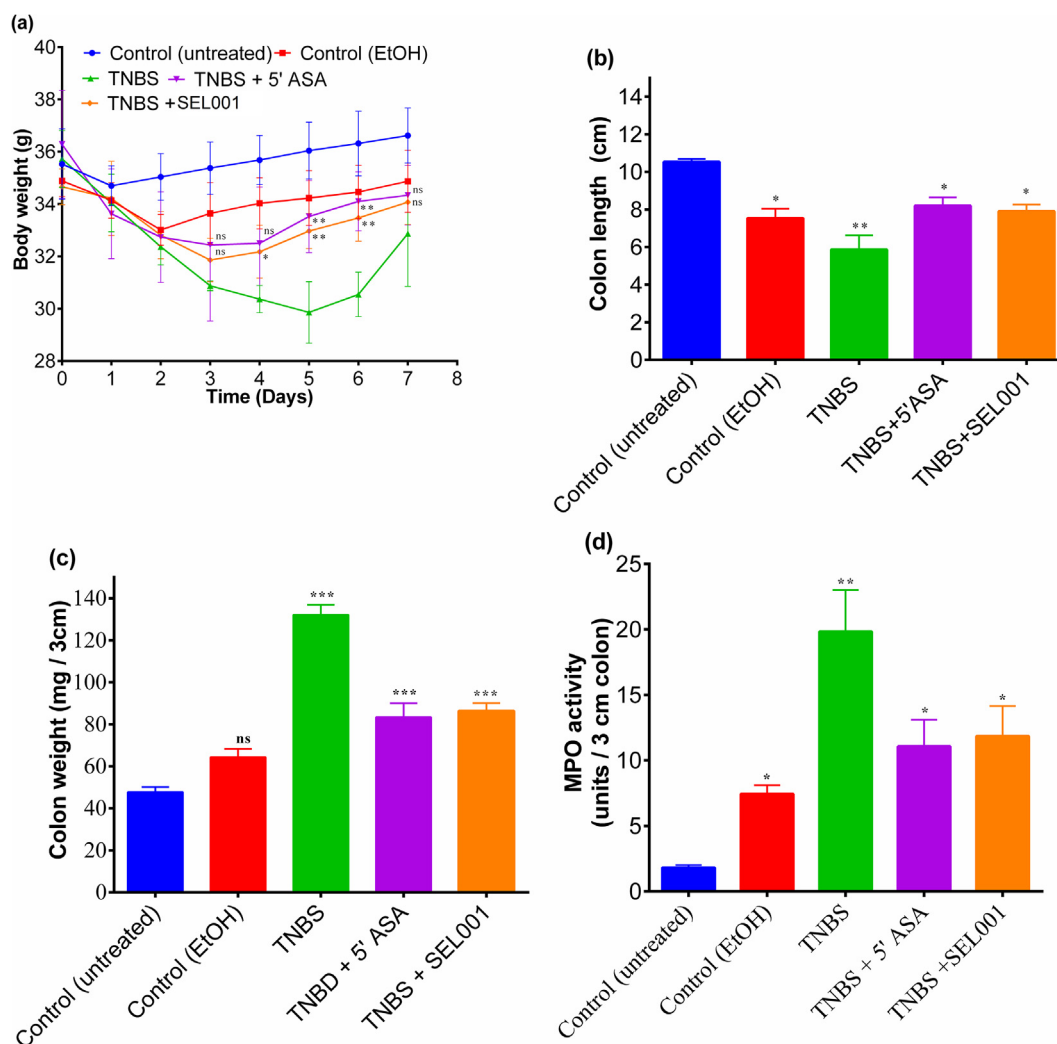 (a)
Control (untreated) Control (EtOH)
TNBS TNBS + 5' ASA
TNBS +SEL001
Body weight (g)
40
38
36
34
32
30
28
ns
ns
ns
*
**
**
**
**
ns
ns
0 1 2 3 4 5 6 7 8
Time (Days)
(b)
Colon length (cm)
14
12
10
8
6
4
2
0
*
**
*
*
Control (untreated)
Control (EtOH)
TNBS
TNBS+5'ASA
TNBS+SEL001
(c)
Colon weight (mg / 3cm)
140
120
100
80
60
40
20
0
ns
***
***
***
Control (untreated)
Control (EtOH)
TNBS
TNBD + 5' ASA
TNBS + SEL001
(d)
MPO activity
(units / 3 cm colon)
25
20
15
10
5
0
*
**
*
*
Control (untreated)
Control (EtOH)
TNBS
TNBS + 5' ASA
TNBS +SEL001